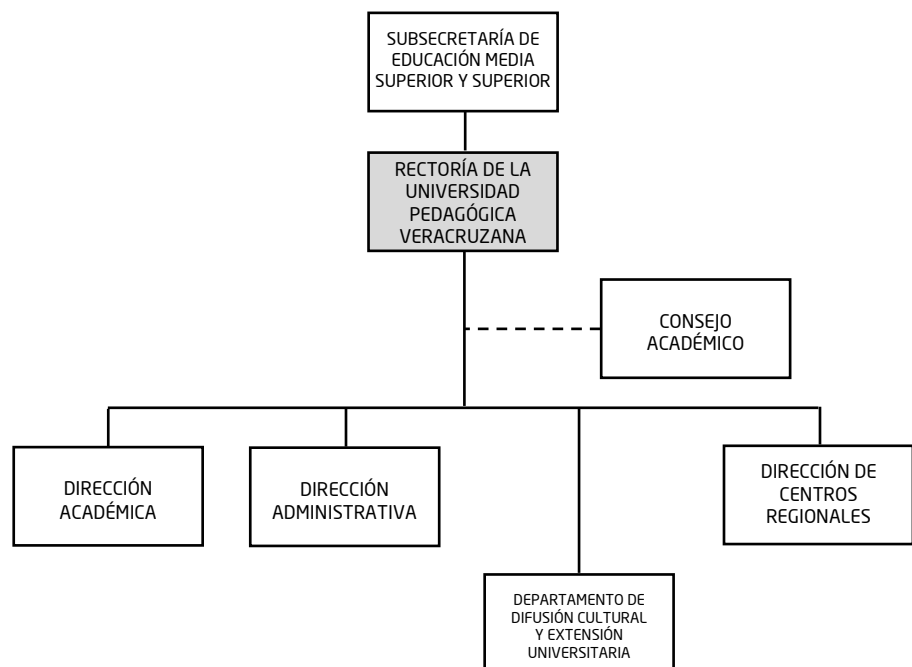 SUBSECRETARÍA DE
EDUCACIÓN MEDIA
SUPERIOR Y SUPERIOR
RECTORÍA DE LA
UNIVERSIDAD
PEDAGÓGICA
VERACRUZANA
CONSEJO
ACADÉMICO
DIRECCIÓN
ACADÉMICA
DIRECCIÓN
ADMINISTRATIVA
DIRECCIÓN DE
CENTROS
REGIONALES
DEPARTAMENTO DE
DIFUSIÓN CULTURAL
Y EXTENSIÓN
UNIVERSITARIA